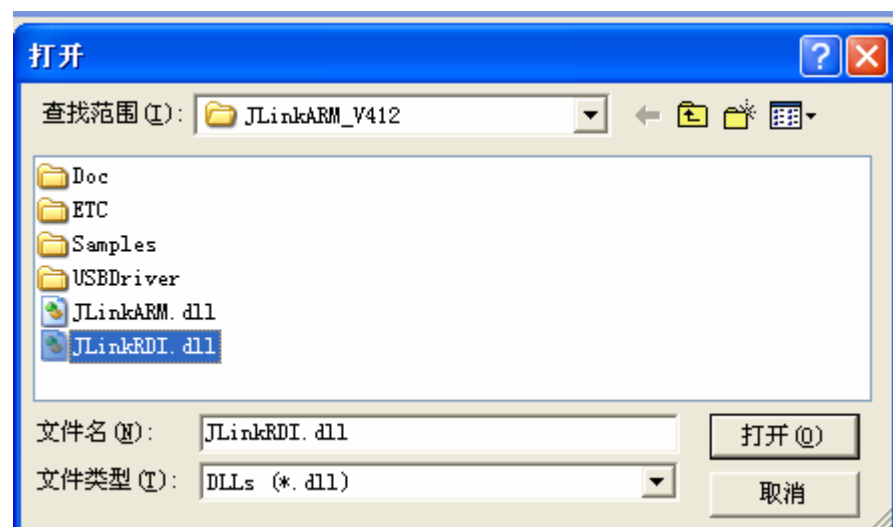 打开
查找范围(I): JLinkARM_V412
Doc
ETC
Samples
USBDriver
JLinkARM.dll
JLinkRDI.dll
文件名(N): JLinkRDI.dll 打开(O)
文件类型(T): DLLs (*.dll) 取消